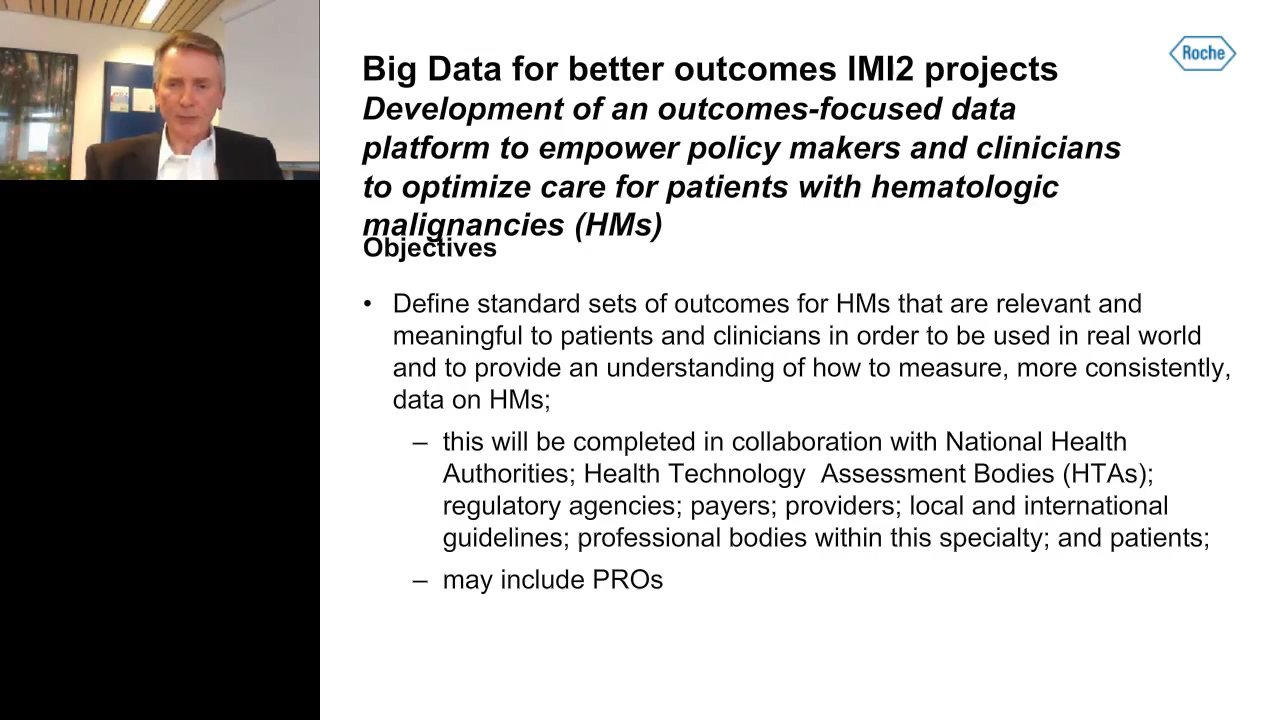 Roche
Big Data for better outcomes IMI2 projects
Development of an outcomes-focused data
platform to empower policy makers and clinicians
to optimize care for patients with hematologic
malignancies (HMs)
Objectives
• Define standard sets of outcomes for HMs that are relevant and
meaningful to patients and clinicians in order to be used in real world
and to provide an understanding of how to measure, more consistently,
data on HMs;
– this will be completed in collaboration with National Health
Authorities; Health Technology  Assessment Bodies (HTAs);
regulatory agencies; payers; providers; local and international
guidelines; professional bodies within this specialty; and patients;
– may include PROs